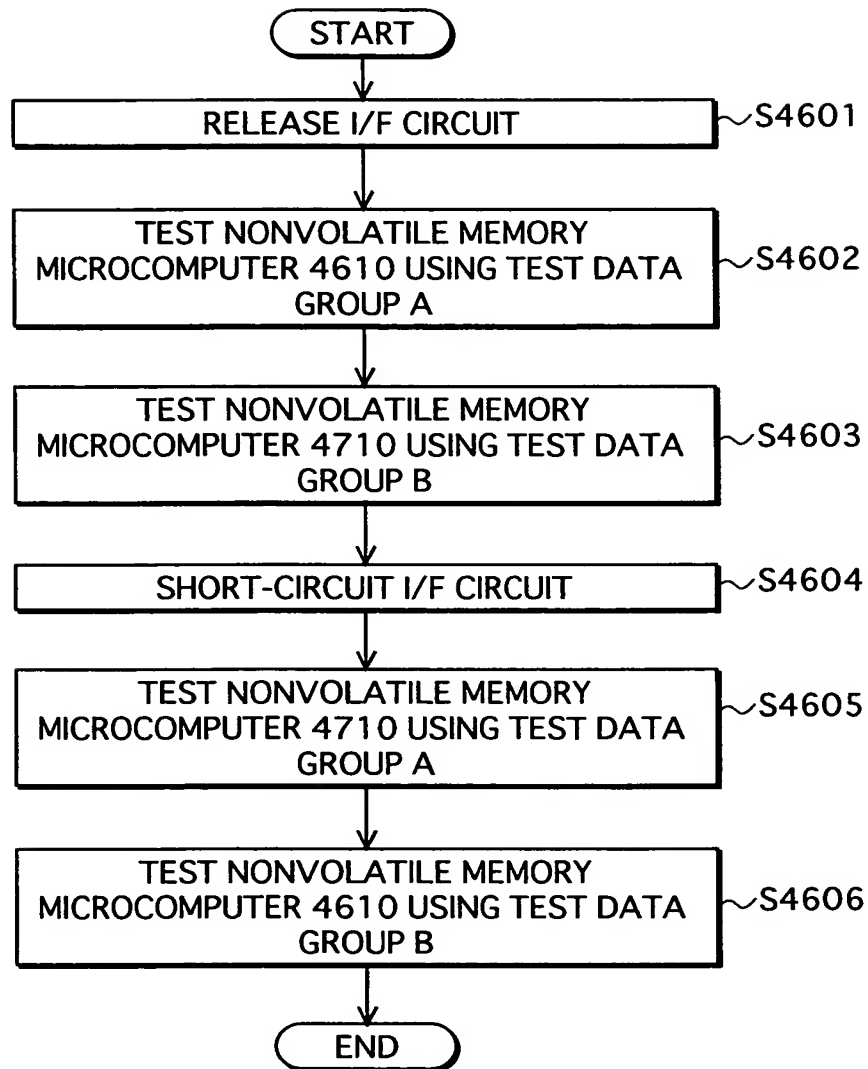 START
RELEASE I/F CIRCUIT
S4601
TEST NONVOLATILE MEMORY
MICROCOMPUTER 4610 USING TEST DATA
GROUP A
S4602
TEST NONVOLATILE MEMORY
MICROCOMPUTER 4710 USING TEST DATA
GROUP B
S4603
SHORT-CIRCUIT I/F CIRCUIT
S4604
TEST NONVOLATILE MEMORY
MICROCOMPUTER 4710 USING TEST DATA
GROUP A
S4605
TEST NONVOLATILE MEMORY
MICROCOMPUTER 4610 USING TEST DATA
GROUP B
S4606
END